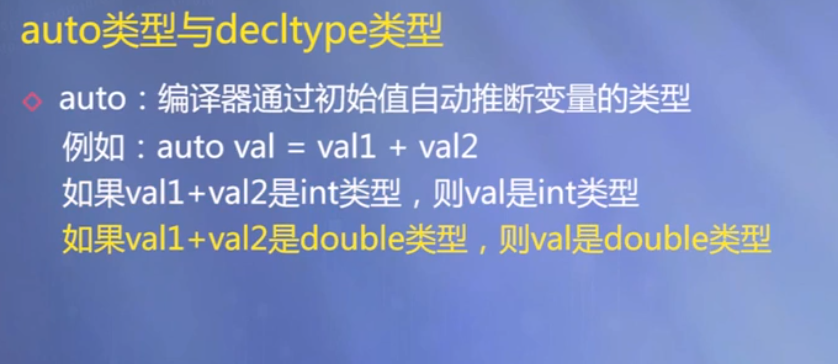 auto类型与decltype类型
auto：编译器通过初始值自动推断变量的类型
例如：auto val = val1 + val2
如果val1+val2是int类型，则val是int类型
如果val1+val2是double类型，则val是double类型